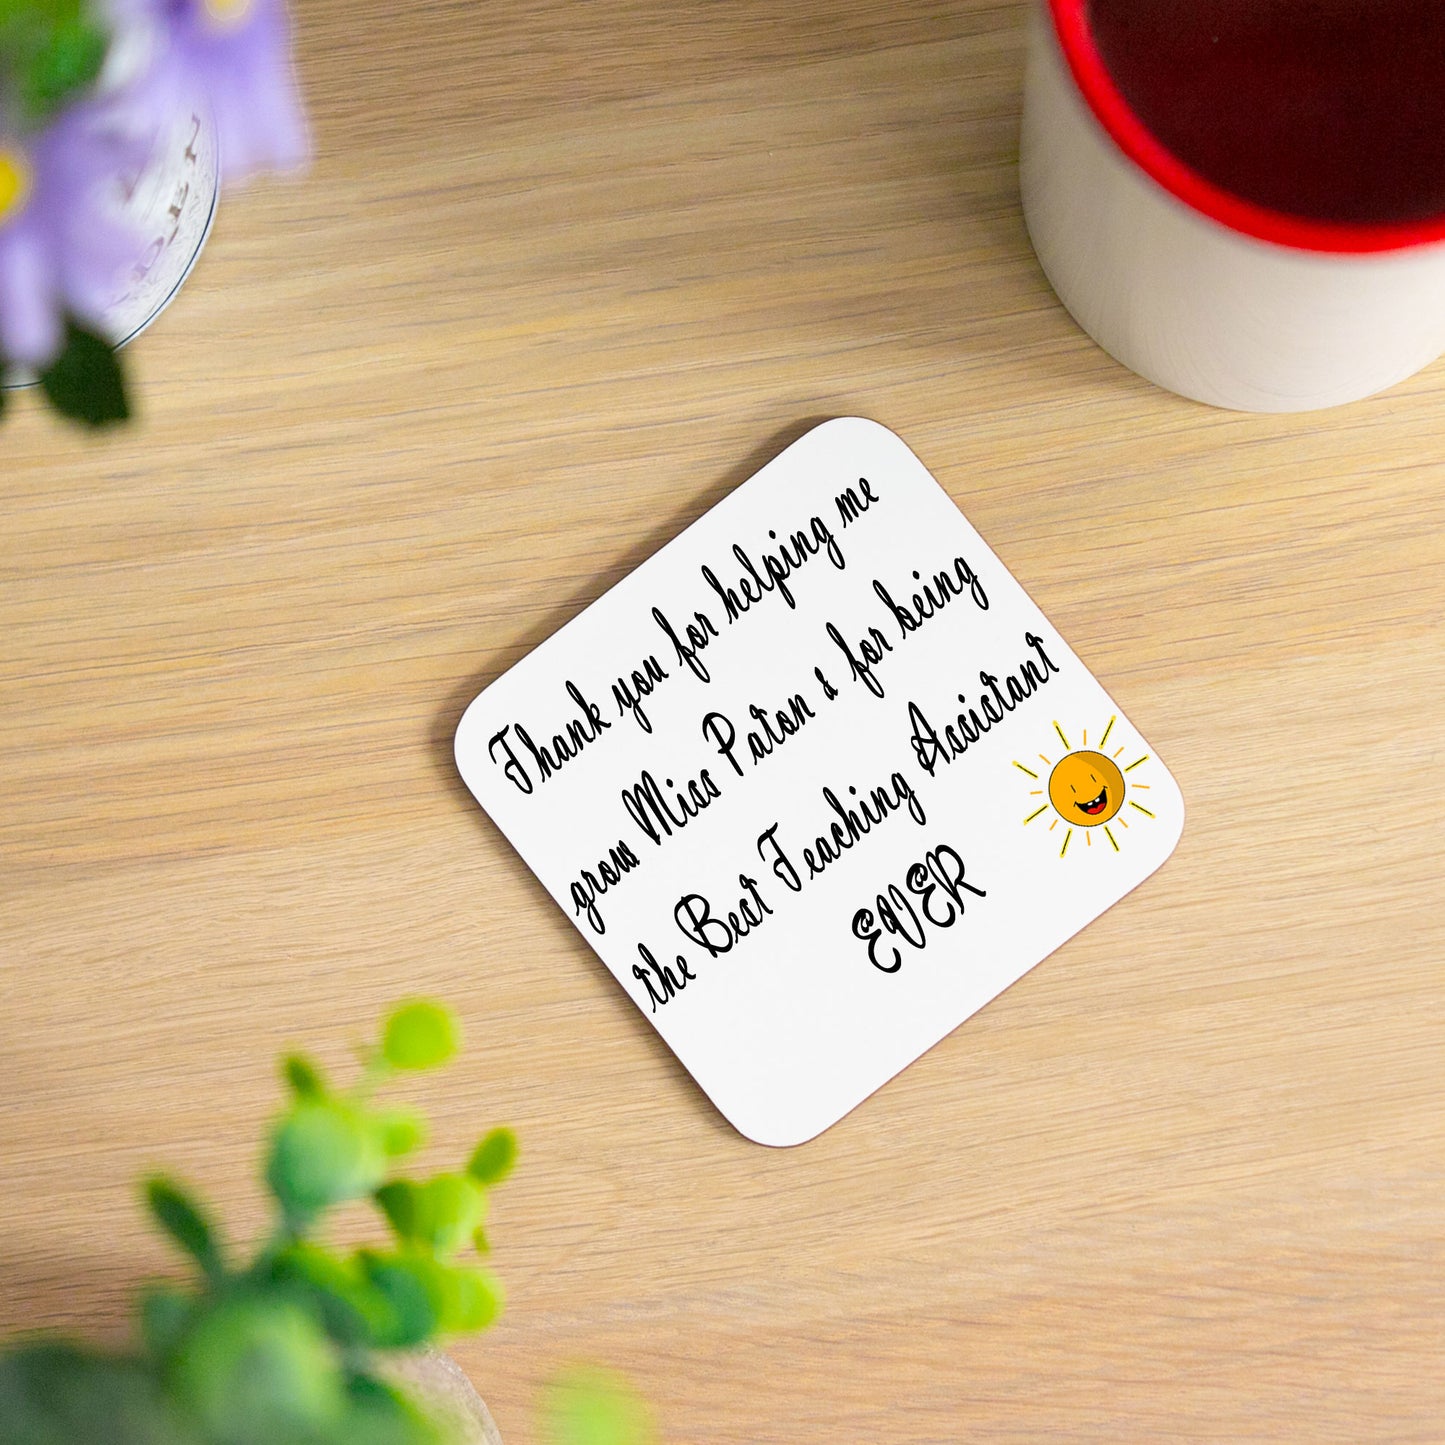 Thank you for helping me
grow Miss Paton & for being
the Best Teaching Assistant
EVER